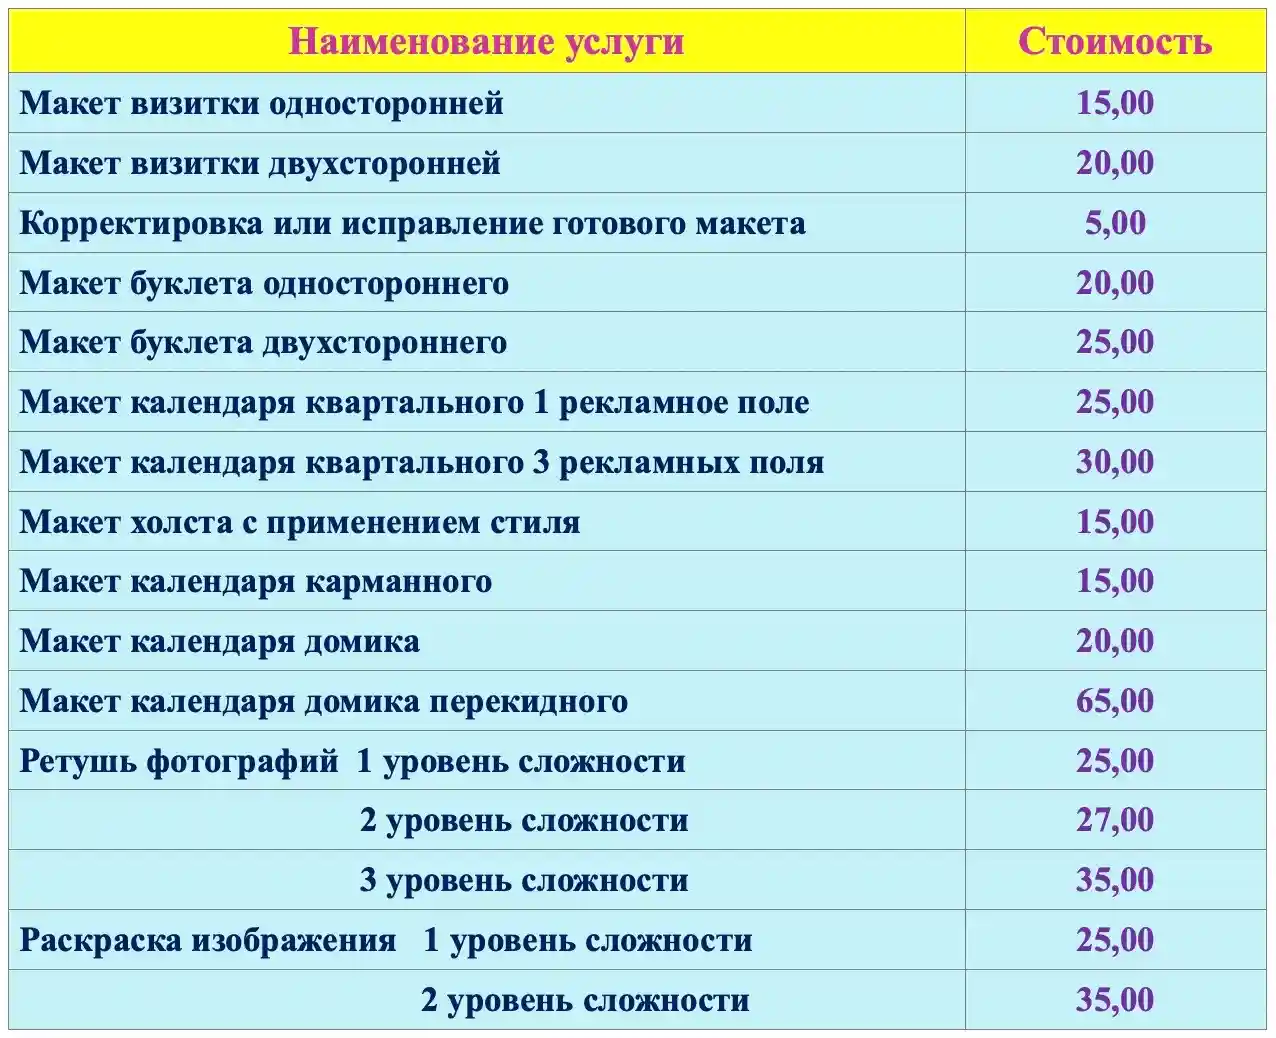 Наименование услуги Стоимость
Макет визитки односторонней 15,00
Макет визитки двухсторонней 20,00
Корректировка или исправление готового макета 5,00
Макет буклета одностороннего 20,00
Макет буклета двухстороннего 25,00
Макет календаря квартального 1 рекламное поле 25,00
Макет календаря квартального 3 рекламных поля 30,00
Макет холста с применением стиля 15,00
Макет календаря карманного 15,00
Макет календаря домика 20,00
Макет календаря домика перекидного 65,00
Ретушь фотографий 1 уровень сложности 25,00
2 уровень сложности 27,00
3 уровень сложности 35,00
Раскраска изображения 1 уровень сложности 25,00
2 уровень сложности 35,00